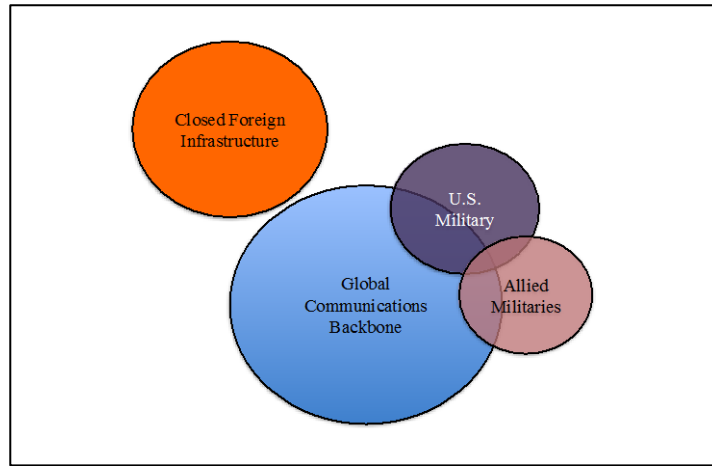 Closed Foreign
Infrastructure
U.S.
Military
Global
Communications
Backbone
Allied
Militaries